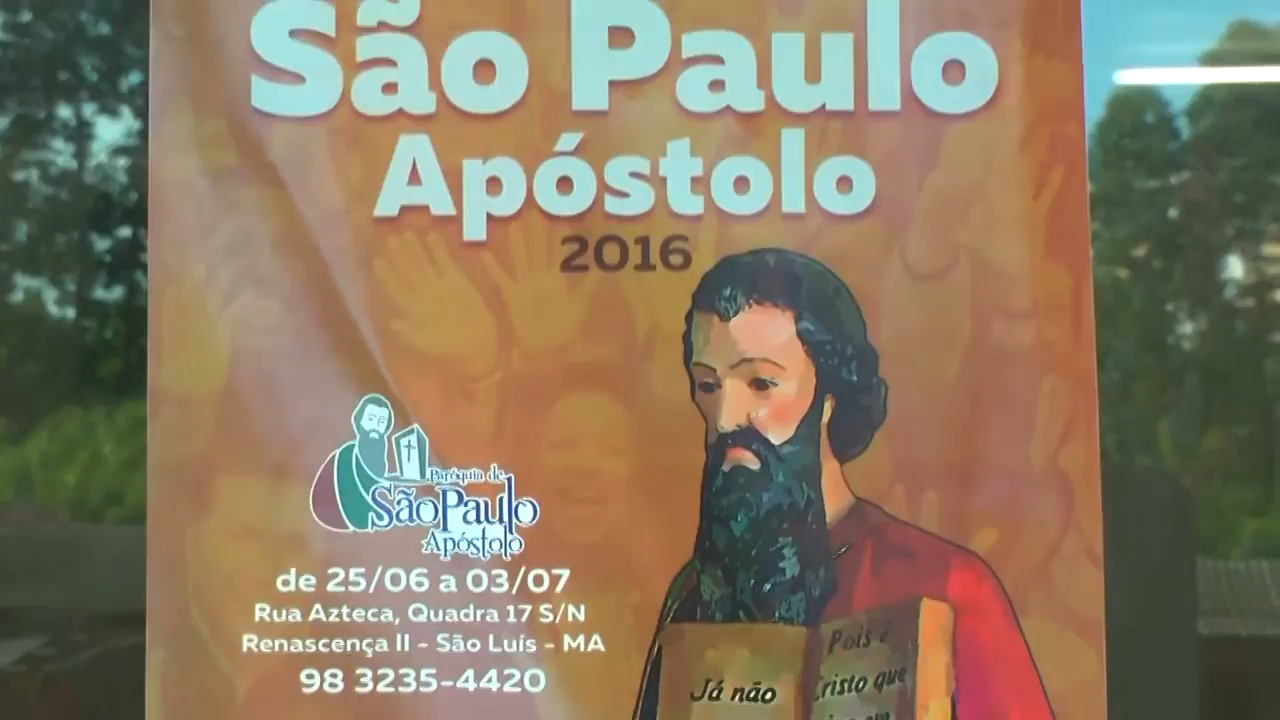 São Paulo
Apóstolo
2016
Paróquia de
São Paulo
Apóstolo
de 25/06 a 03/07
Rua Azteca, Quadra 17 S/N
Renascença II - São Luís - MA
98 3235-4420
Já não
Pois é
Cristo que